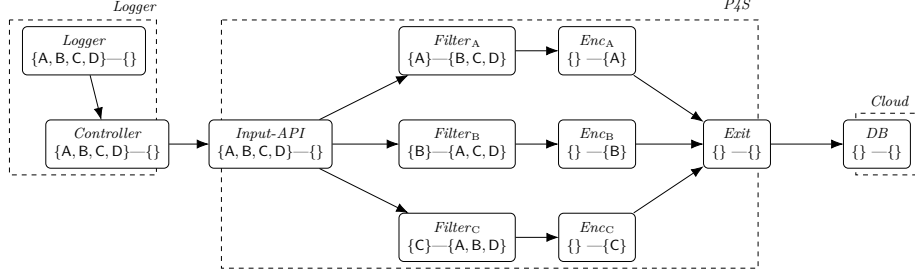 Logger
P4S
Logger
{A, B, C, D}—{}
Filter_A
{A}—{B, C, D}
Enc_A
{} —{A}
Cloud
Controller
{A, B, C, D}—{}
Input-API
{A, B, C, D}—{}
Filter_B
{B}—{A, C, D}
Enc_B
{} —{B}
Exit
{} —{}
DB
{} —{}
Filter_C
{C}—{A, B, D}
Enc_C
{} —{C}